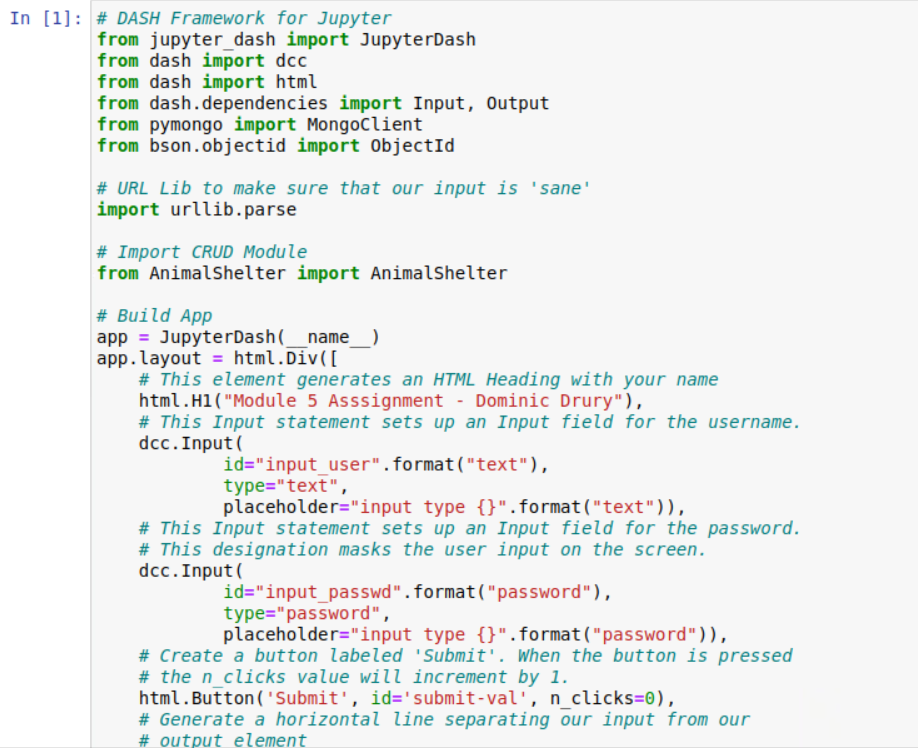 In [1]: # DASH Framework for Jupyter
from jupyter_dash import JupyterDash
from dash import dcc
from dash import html
from dash.dependencies import Input, Output
from pymongo import MongoClient
from bson.objectid import ObjectId

# URL Lib to make sure that our input is 'sane'
import urllib.parse

# Import CRUD Module
from AnimalShelter import AnimalShelter

# Build App
app = JupyterDash(__name__)
app.layout = html.Div([
    # This element generates an HTML Heading with your name
    html.H1("Module 5 Asssignment - Dominic Drury"),
    # This Input statement sets up an Input field for the username.
    dcc.Input(
            id="input_user".format("text"),
            type="text",
            placeholder="input type {}".format("text")),
    # This Input statement sets up an Input field for the password.
    # This designation masks the user input on the screen.
    dcc.Input(
            id="input_passwd".format("password"),
            type="password",
            placeholder="input type {}".format("password")),
    # Create a button labeled 'Submit'. When the button is pressed
    # the n_clicks value will increment by 1.
    html.Button('Submit', id='submit-val', n_clicks=0),
    # Generate a horizontal line separating our input from our
    # output element